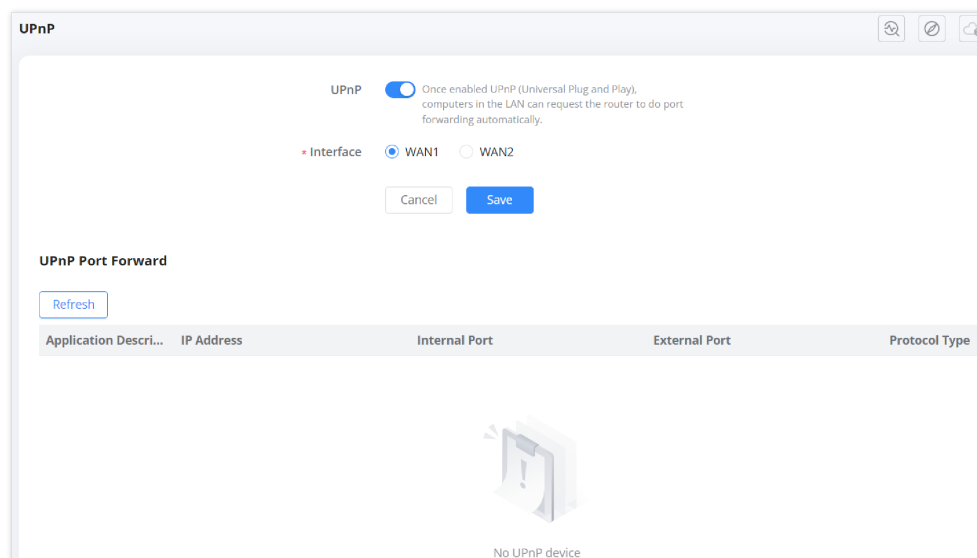 UPnP
UPnP
Once enabled UPnP (Universal Plug and Play),
computers in the LAN can request the router to do port
forwarding automatically.
* Interface WAN1 WAN2
Cancel Save
UPnP Port Forward
Refresh
Application Descri... IP Address Internal Port External Port Protocol Type
No UPnP device